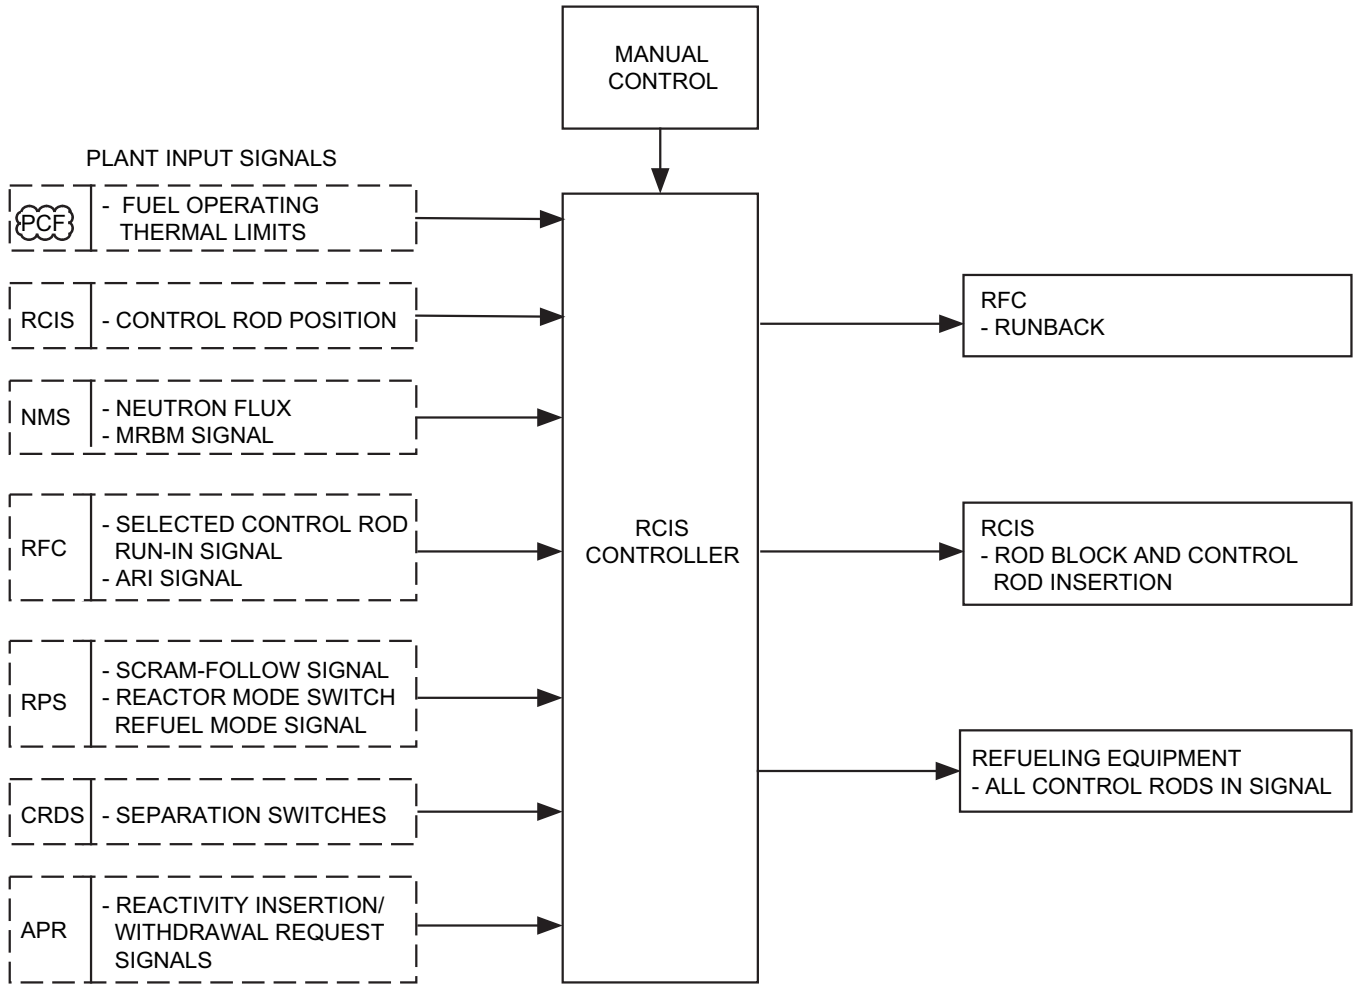 MANUAL
CONTROL
PLANT INPUT SIGNALS
PCF
- FUEL OPERATING
THERMAL LIMITS
RCIS
- CONTROL ROD POSITION
NMS
- NEUTRON FLUX
- MRBM SIGNAL
RFC
- SELECTED CONTROL ROD
RUN-IN SIGNAL
- ARI SIGNAL
RPS
- SCRAM-FOLLOW SIGNAL
- REACTOR MODE SWITCH
REFUEL MODE SIGNAL
CRDS
- SEPARATION SWITCHES
APR
- REACTIVITY INSERTION/
WITHDRAWAL REQUEST
SIGNALS
RCIS
CONTROLLER
RFC
- RUNBACK
RCIS
- ROD BLOCK AND CONTROL
ROD INSERTION
REFUELING EQUIPMENT
- ALL CONTROL RODS IN SIGNAL